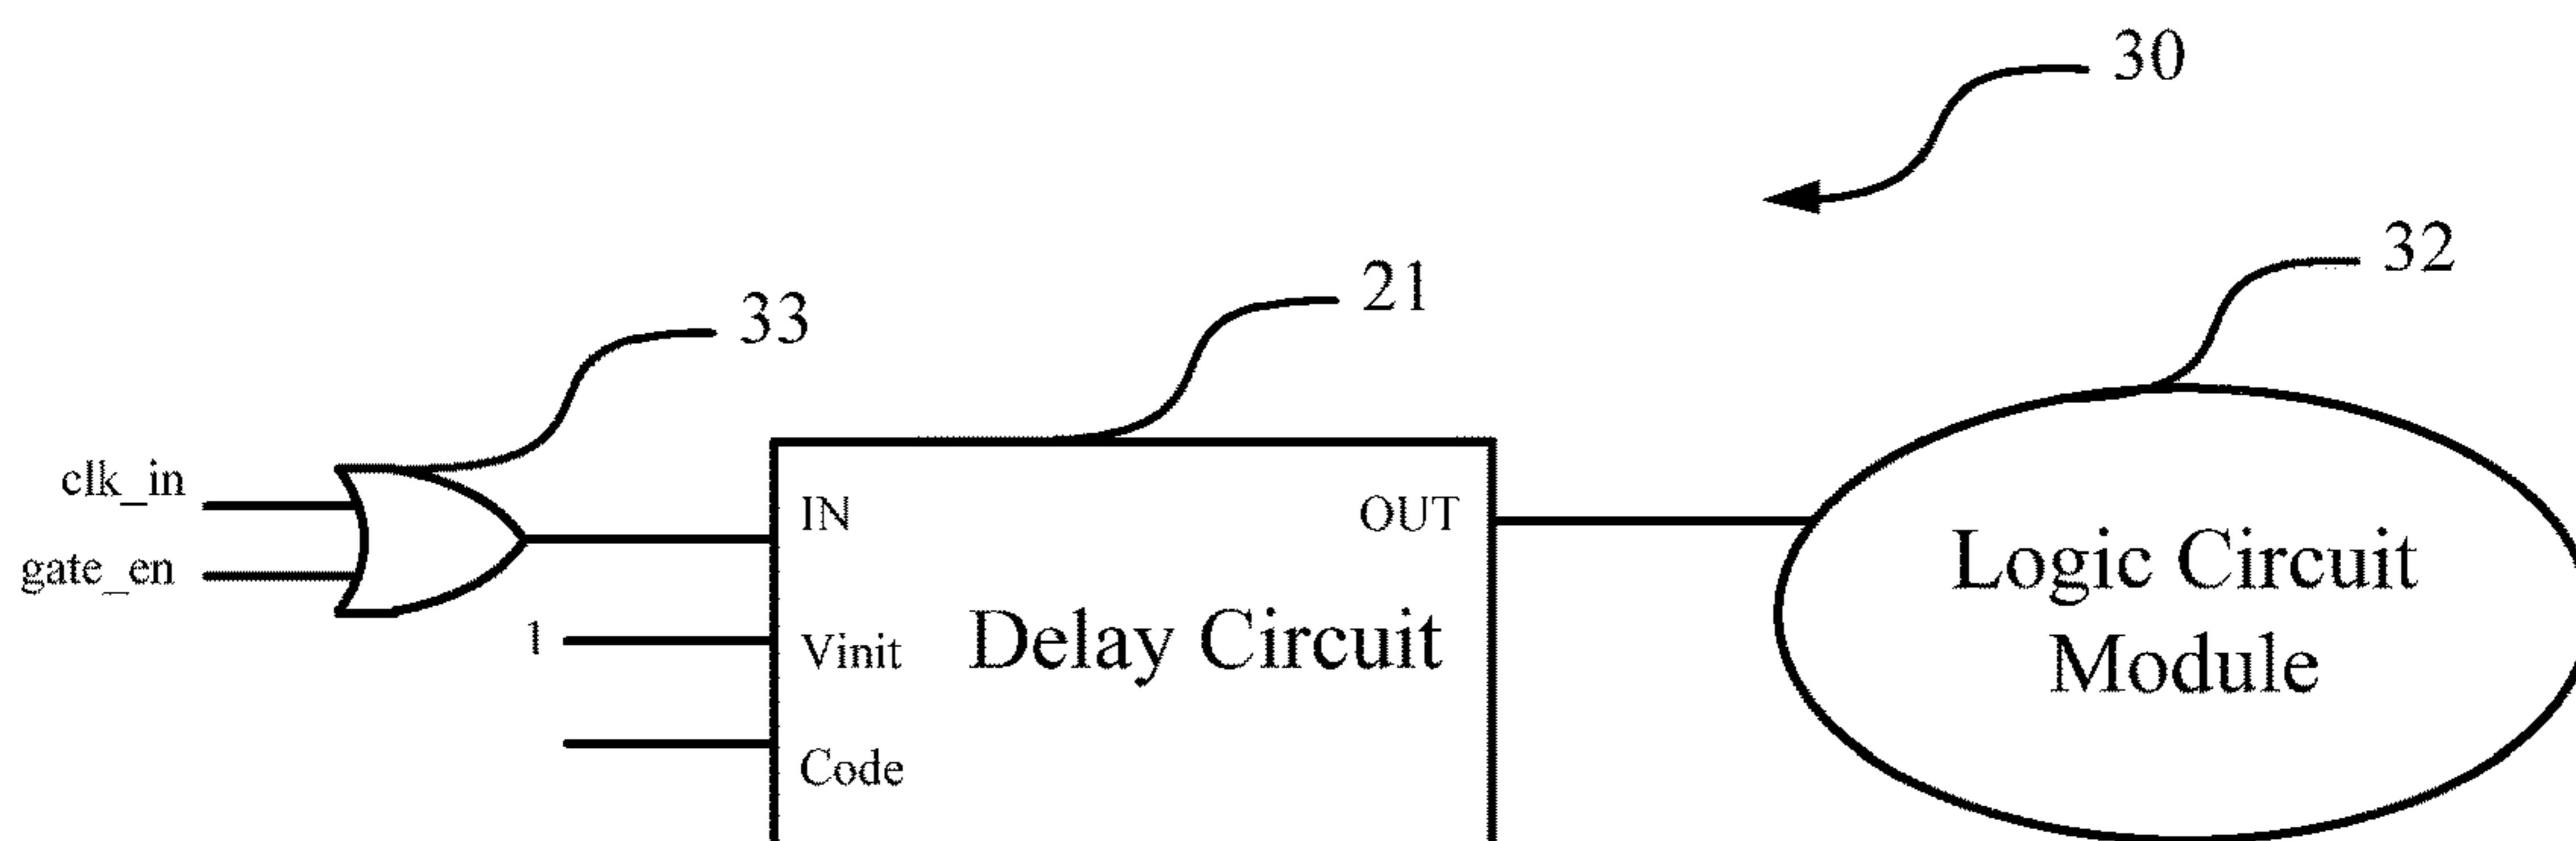 30
32
21
33
clk_in
gate_en
IN
OUT
1
Vinit
Code
Delay Circuit
Logic Circuit
Module